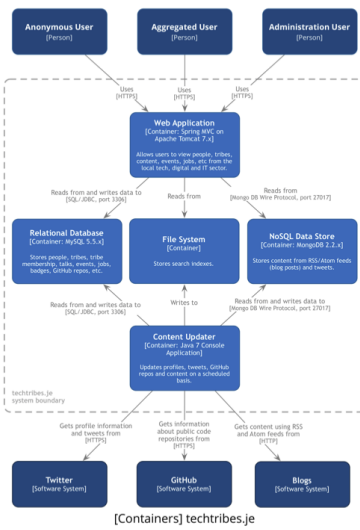 Anonymous User
[Person]
Aggregated User
[Person]
Administration User
[Person]
Uses
[HTTPS]
Uses
[HTTPS]
Uses
[HTTPS]
Web Application
[Container: Spring MVC on
Apache Tomcat 7.x]
Allows users to view people, tribes,
content, events, jobs, etc from the
local tech, digital and IT sector.
Reads from and writes data to
[SQL/JDBC, port 3306]
Reads from
Reads from
[Mongo DB Wire Protocol, port 27017]
Relational Database
[Container: MySQL 5.5.x]
Stores people, tribes, tribe
membership, talks, events, jobs,
badges, GitHub repos, etc.
File System
[Container]
Stores search indexes.
NoSQL Data Store
[Container: MongoDB 2.2.x]
Stores content from RSS/Atom feeds
(blog posts) and tweets.
Reads from and writes data to
[SQL/JDBC, port 3306]
Writes to
Reads from and writes data to
[Mongo DB Wire Protocol, port 27017]
Content Updater
[Container: Java 7 Console
Application]
Updates profiles, tweets, GitHub
repos and content on a scheduled
basis.
techtribes.je
system boundary
Gets profile information
and tweets from
[HTTPS]
Gets information
about public code
repositories from
[HTTPS]
Gets content using RSS
and Atom feeds from
[HTTP]
Twitter
[Software System]
GitHub
[Software System]
Blogs
[Software System]
[Containers] techtribes.je